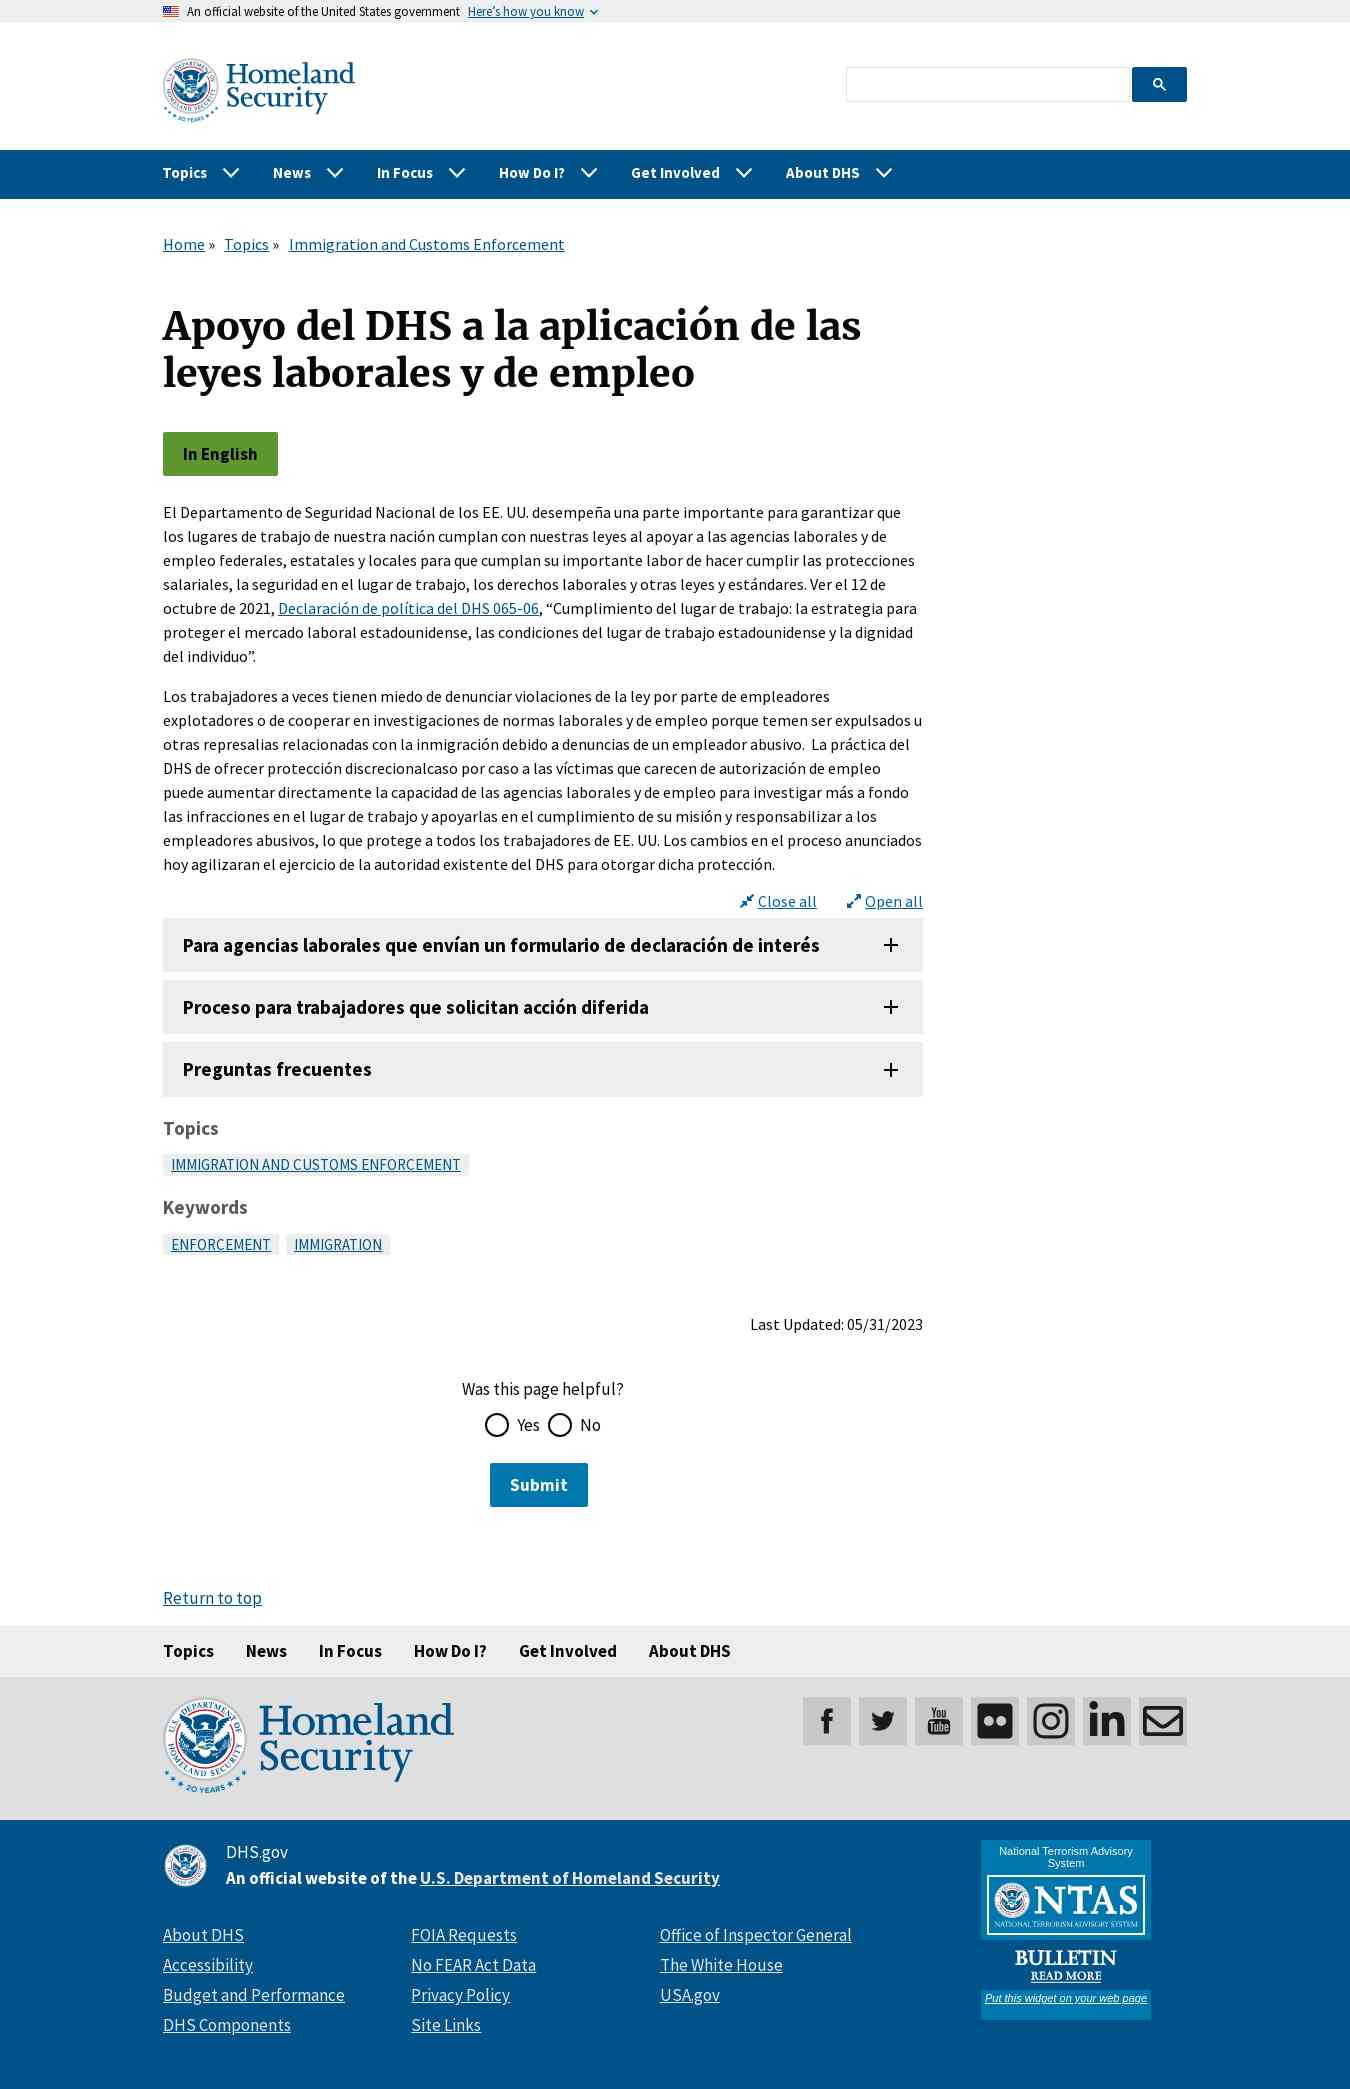 An official website of the United States government Here’s how you know
Homeland
Security
Topics News In Focus How Do I? Get Involved About DHS
Home » Topics » Immigration and Customs Enforcement
Apoyo del DHS a la aplicación de las
leyes laborales y de empleo
In English
El Departamento de Seguridad Nacional de los EE. UU. desempeña una parte importante para garantizar que
los lugares de trabajo de nuestra nación cumplan con nuestras leyes al apoyar a las agencias laborales y de
empleo federales, estatales y locales para que cumplan su importante labor de hacer cumplir las protecciones
salariales, la seguridad en el lugar de trabajo, los derechos laborales y otras leyes y estándares. Ver el 12 de
octubre de 2021, Declaración de política del DHS 065-06, “Cumplimiento del lugar de trabajo: la estrategia para
proteger el mercado laboral estadounidense, las condiciones del lugar de trabajo estadounidense y la dignidad
del individuo”.
Los trabajadores a veces tienen miedo de denunciar violaciones de la ley por parte de empleadores
explotadores o de cooperar en investigaciones de normas laborales y de empleo porque temen ser expulsados u
otras represalias relacionadas con la inmigración debido a denuncias de un empleador abusivo. La práctica del
DHS de ofrecer protección discrecionalcaso por caso a las víctimas que carecen de autorización de empleo
puede aumentar directamente la capacidad de las agencias laborales y de empleo para investigar más a fondo
las infracciones en el lugar de trabajo y apoyarlas en el cumplimiento de su misión y responsabilizar a los
empleadores abusivos, lo que protege a todos los trabajadores de EE. UU. Los cambios en el proceso anunciados
hoy agilizaran el ejercicio de la autoridad existente del DHS para otorgar dicha protección.
Close all Open all
Para agencias laborales que envían un formulario de declaración de interés
Proceso para trabajadores que solicitan acción diferida
Preguntas frecuentes
Topics
IMMIGRATION AND CUSTOMS ENFORCEMENT
Keywords
ENFORCEMENT IMMIGRATION
Last Updated: 05/31/2023
Was this page helpful?
Yes No
Submit
Return to top
Topics News In Focus How Do I? Get Involved About DHS
U.S. DEPARTMENT OF HOMELAND SECURITY
20 YEARS
Homeland
Security
You
Tube
DHS.gov
An official website of the U.S. Department of Homeland Security
About DHS FOIA Requests Office of Inspector General
Accessibility No FEAR Act Data The White House
Budget and Performance Privacy Policy USA.gov
DHS Components Site Links
National Terrorism Advisory
System
NTAS
NATIONAL TERRORISM ADVISORY SYSTEM
BULLETIN
READ MORE
Put this widget on your web page